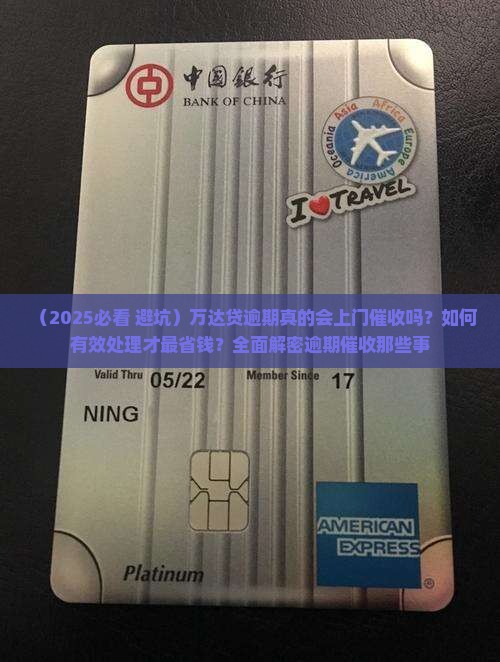 中国銀行
BANK OF CHINA
Asia Africa Europe America Oceania
I TRAVEL
（2025必看 避坑）万达贷逾期真的会上门催收吗？如何
有效处理才最省钱？全面解密逾期催收那些事
Valid Thru 05/22 Member Since 17
NING
AMERICAN
EXPRESS
®
Platinum